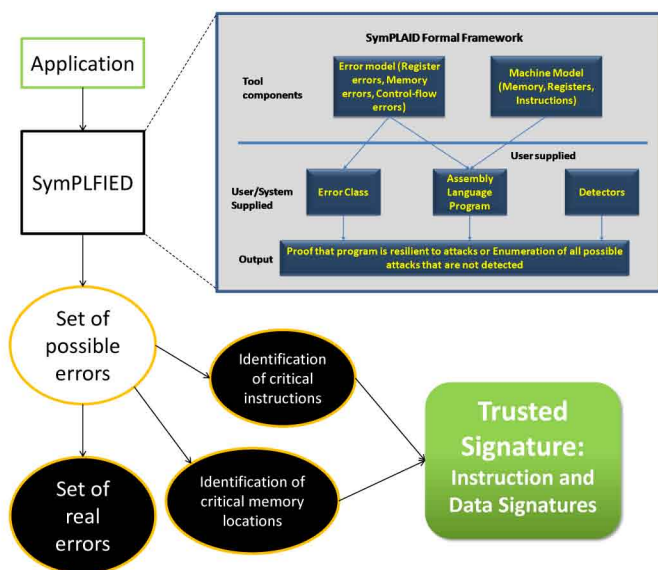 Application
SymPLFIED
SymPLAID Formal Framework
Tool
components
Error model (Register
errors, Memory
errors, Control-flow
errors)
Machine Model
(Memory, Registers,
Instructions)
User supplied
User/System
Supplied
Error Class
Assembly
Language
Program
Detectors
Output
Proof that program is resilient to attacks or Enumeration of all possible
attacks that are not detected
Set of
possible
errors
Identification
of critical
instructions
Identification of
critical memory
locations
Set of
real
errors
Trusted
Signature:
Instruction and
Data Signatures